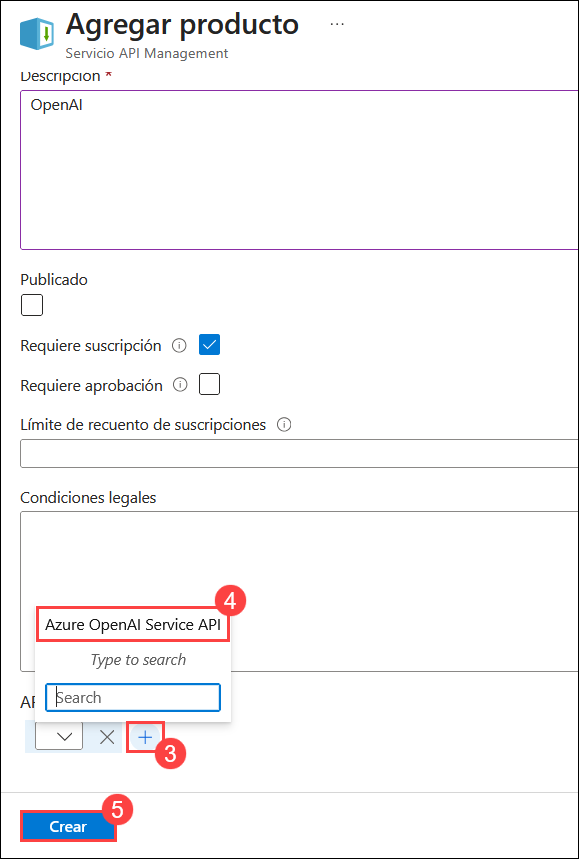 Agregar producto ...
Servicio API Management
Descripción *
OpenAI
Publicado
Requiere suscripción
Requiere aprobación
Límite de recuento de suscripciones
Condiciones legales
4
Azure OpenAI Service API
Type to search
Search
3
5
Crear